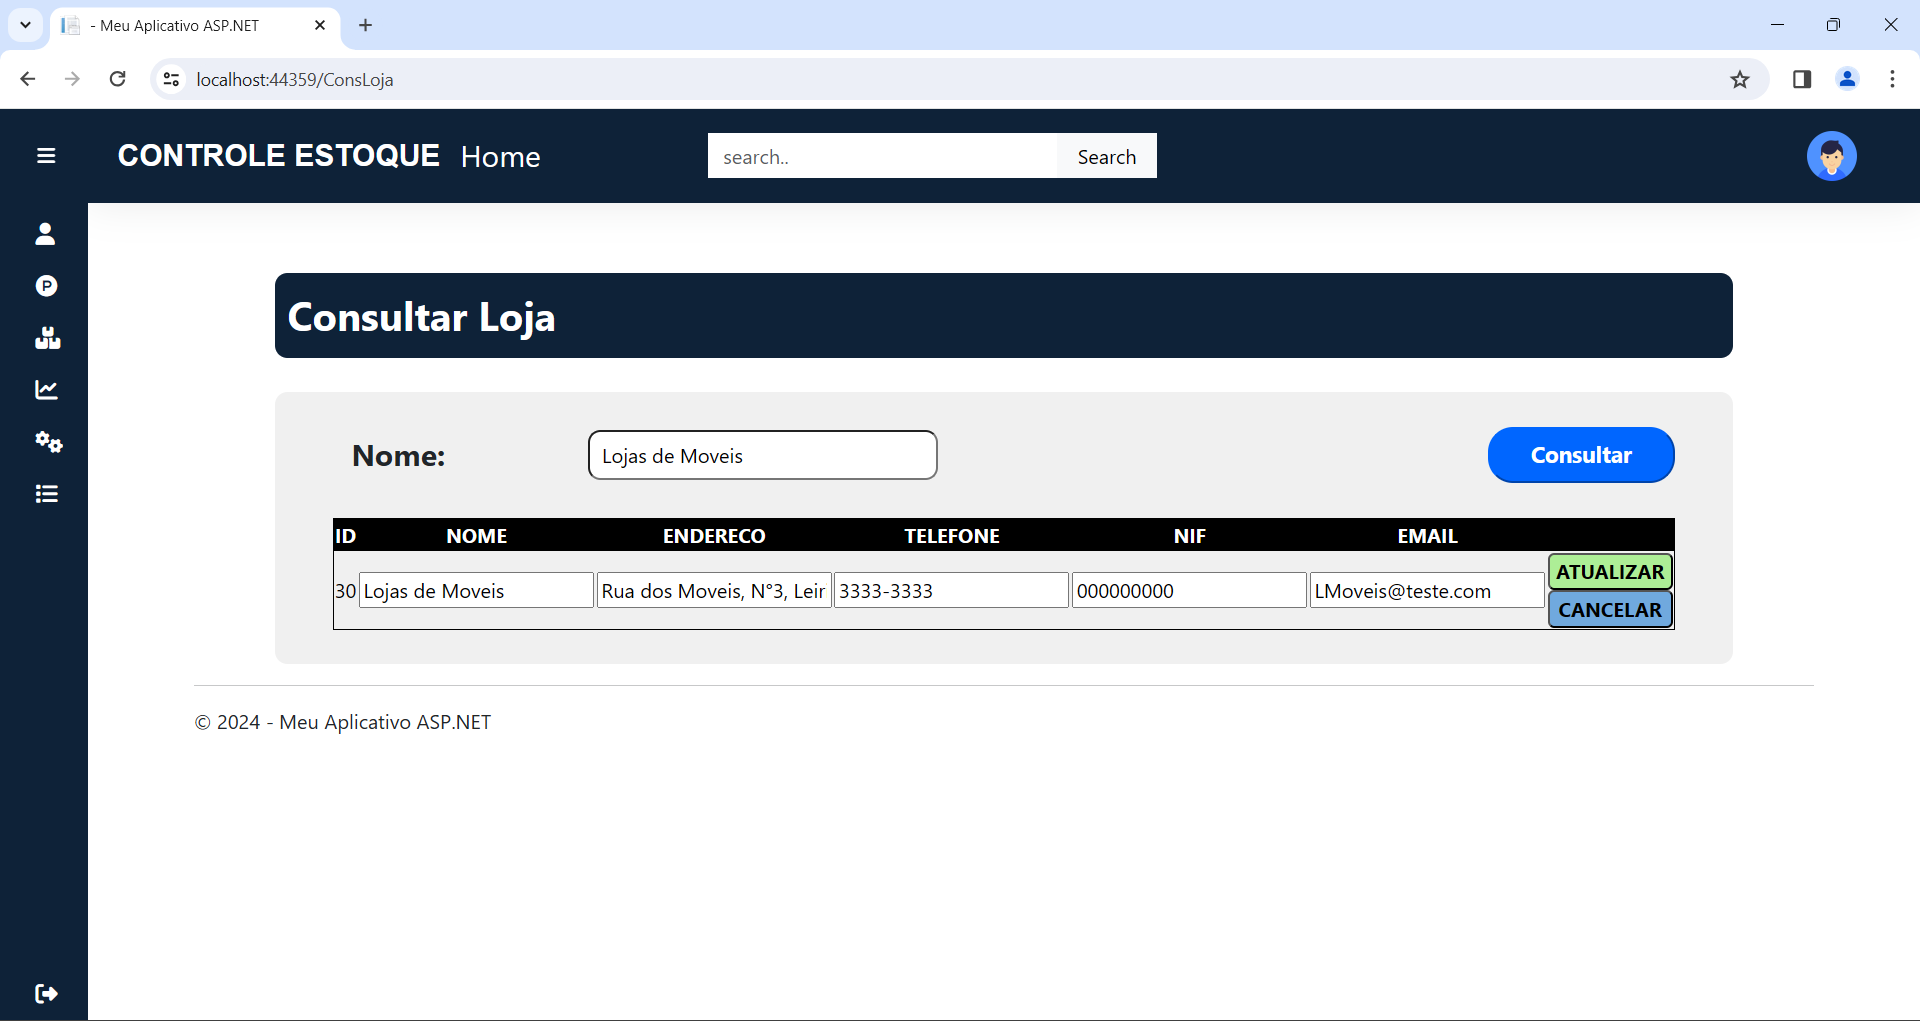 - Meu Aplicativo ASP.NET
localhost:44359/ConsLoja
CONTROLE ESTOQUE Home search.. Search
P
Consultar Loja
Nome: Lojas de Moveis Consultar
ID NOME ENDERECO TELEFONE NIF EMAIL
30 Lojas de Moveis Rua dos Moveis, N°3, Leir 3333-3333 000000000 LMoveis@teste.com ATUALIZAR
CANCELAR
© 2024 - Meu Aplicativo ASP.NET